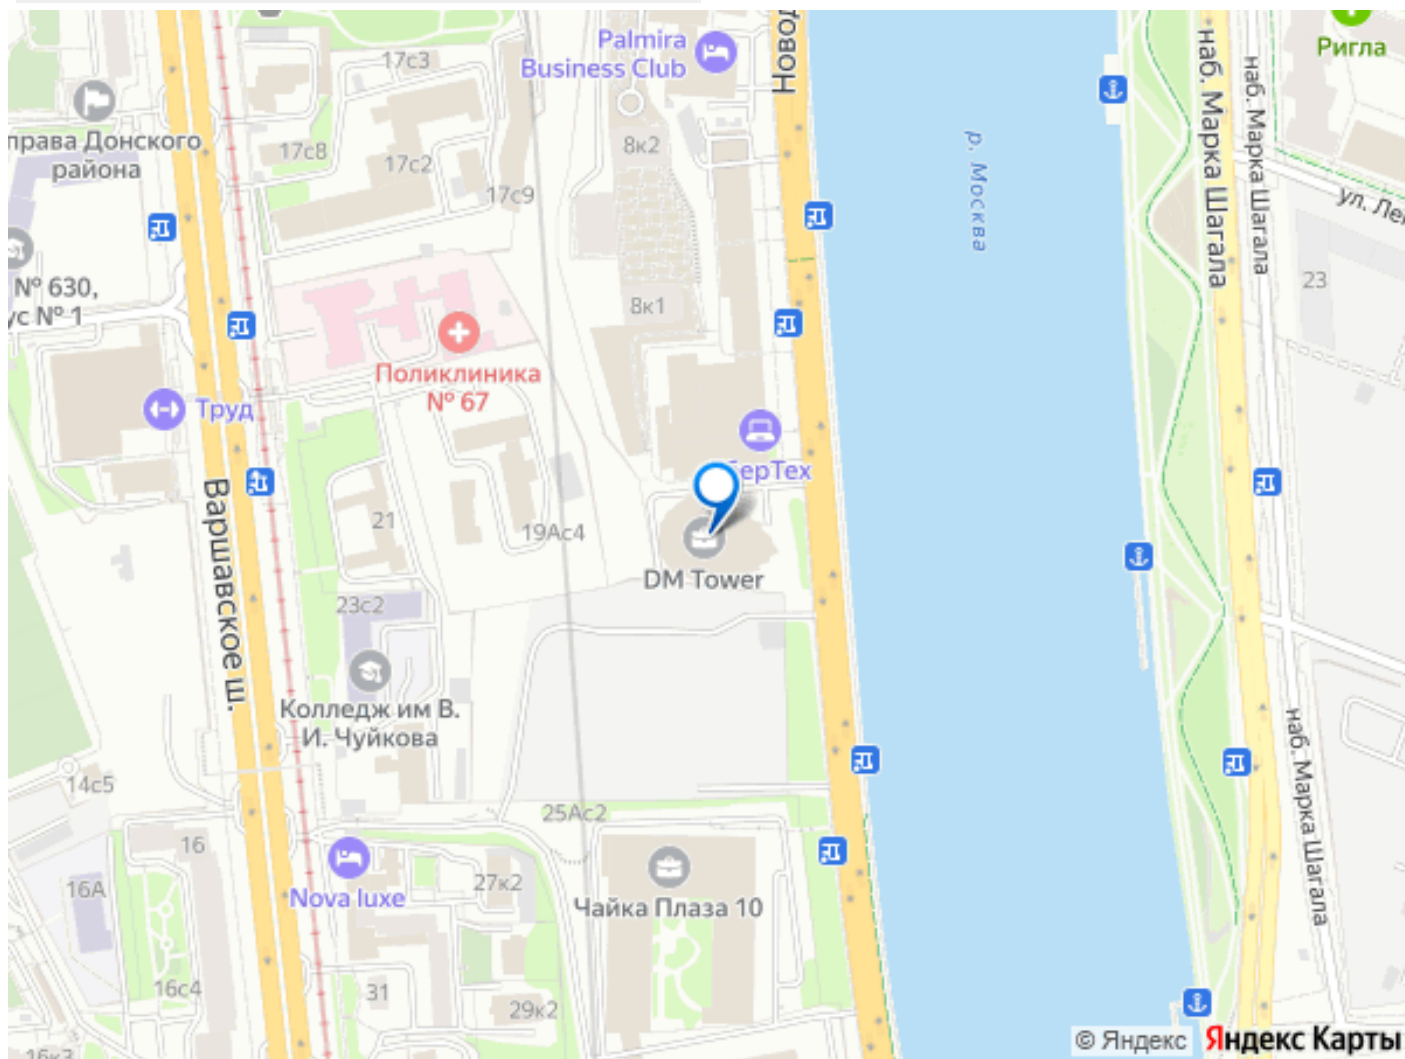 17с3
Palmira
Business Club
Новод
наб. Марка Шагала
наб. Марка Шагала
Ригла
права Донского
района
17с8
17с2
17с9
8к2
р. Москва
ул. Ле
23
№ 630,
ус № 1
8к1
Поликлиника
№ 67
Труд
берТех
Варшавское ш.
21
19Ас4
DM Tower
23с2
Колледж им В.
И. Чуйкова
наб. Марка Шагала
14с5
25Ас2
16
16А
Nova luxe
27к2
Чайка Плаза 10
16с4
31
29к2
16к3
© Яндекс
Яндекс Карты